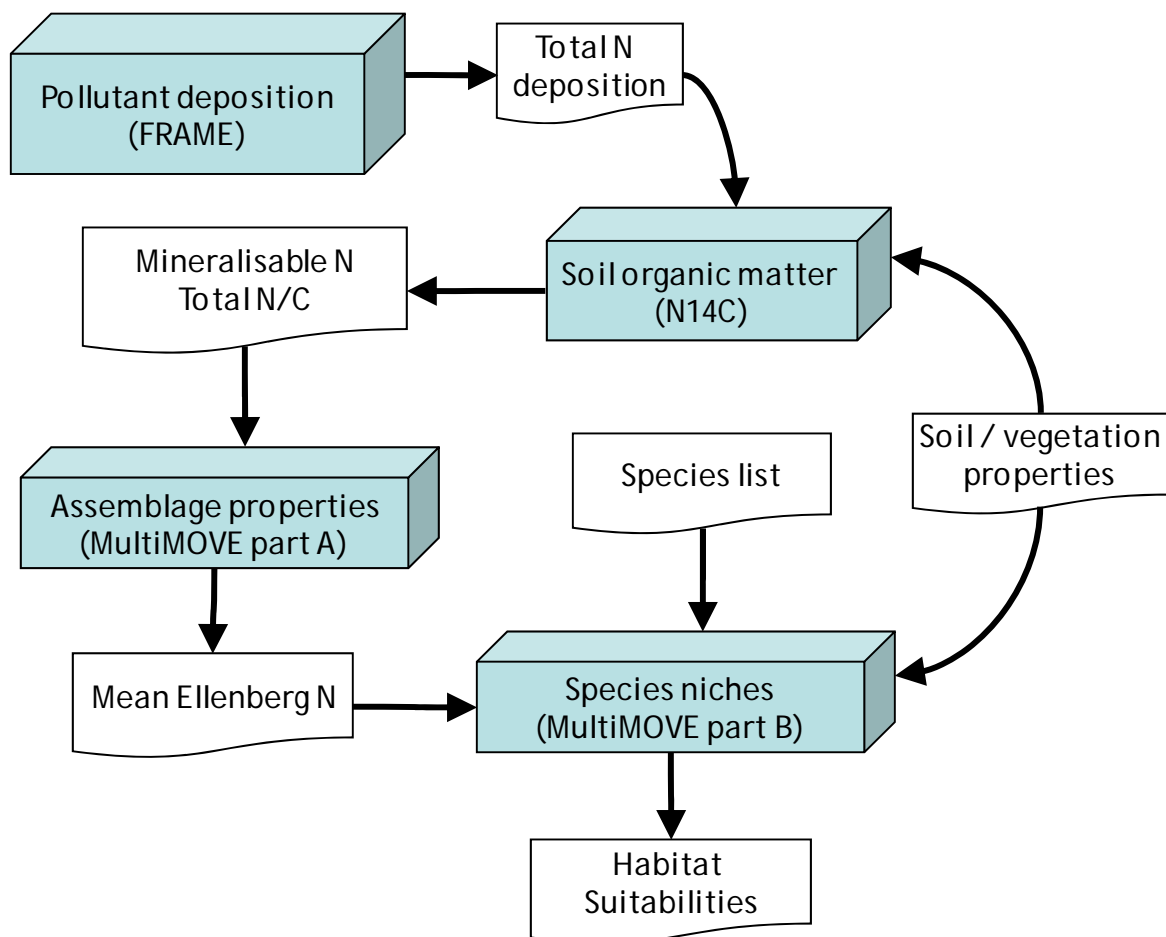 Total N
deposition
Pollutant deposition
(FRAME)
Mineralisable N
Total N/C
Soil organic matter
(N14C)
Soil / vegetation
properties
Species list
Assemblage properties
(MultiMOVE part A)
Mean Ellenberg N
Species niches
(MultiMOVE part B)
Habitat
Suitabilities